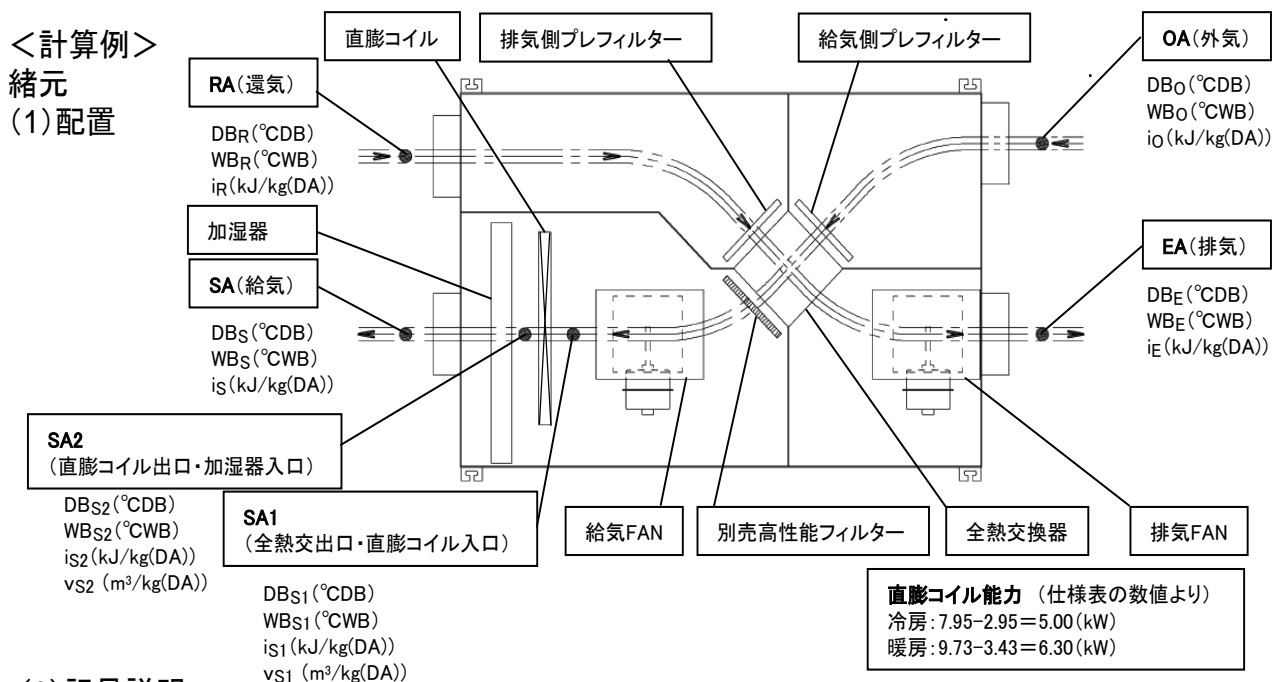 <計算例>
緒元
(1)配置
直膨コイル
排気側プレフィルター
給気側プレフィルター
OA(外気)
DBO(°CDB)
WBO(°CWB)
iO(kJ/kg(DA))
RA(還気)
DBR(°CDB)
WBR(°CWB)
iR(kJ/kg(DA))
加湿器
SA(給気)
DBS(°CDB)
WBS(°CWB)
iS(kJ/kg(DA))
EA(排気)
DBE(°CDB)
WBE(°CWB)
iE(kJ/kg(DA))
SA2
(直膨コイル出口・加湿器入口)
DBS2(°CDB)
WBS2(°CWB)
iS2(kJ/kg(DA))
vS2 (m³/kg(DA))
SA1
(全熱交出口・直膨コイル入口)
DBS1(°CDB)
WBS1(°CWB)
iS1(kJ/kg(DA))
vS1 (m³/kg(DA))
給気FAN
別売高性能フィルター
全熱交換器
排気FAN
直膨コイル能力 (仕様表の数値より)
冷房:7.95-2.95=5.00(kW)
暖房:9.73-3.43=6.30(kW)